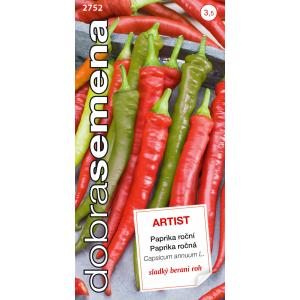 2752
3,5
dobrasemena
ARTIST
Paprika roční
Paprika ročná
Capsicum annuum L.
sladký beraní roh